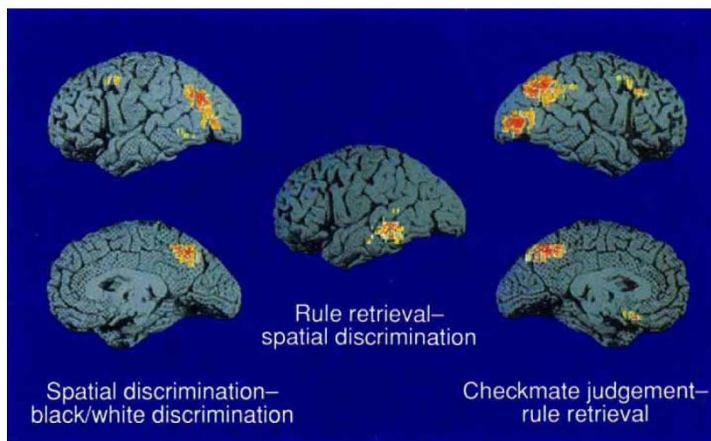 Rule retrieval–
spatial discrimination
Spatial discrimination–
black/white discrimination
Checkmate judgement–
rule retrieval